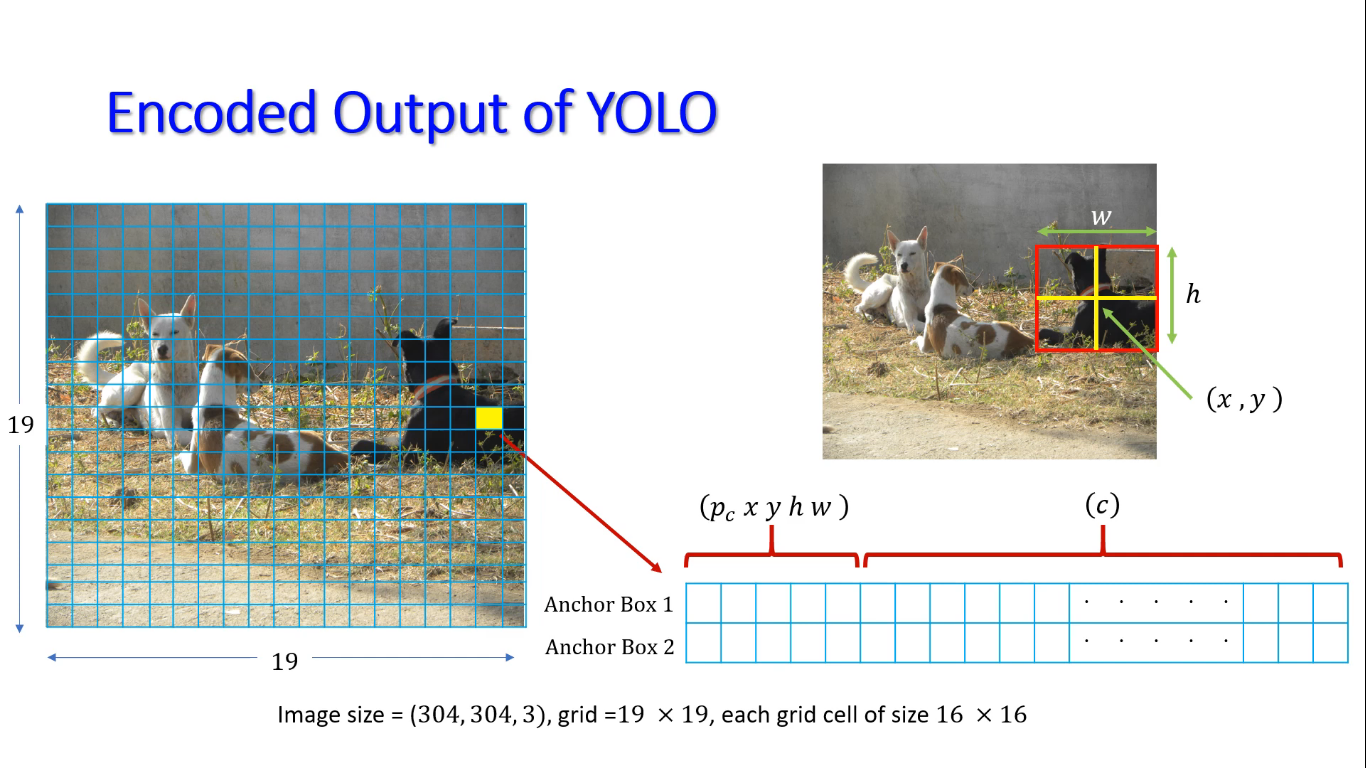 Encoded Output of YOLO
w
h
(x , y )
19
19
(p_c x y h w )
(c)
Anchor Box 1
. . . . .
Anchor Box 2
. . . . .
Image size = (304, 304, 3), grid =19 × 19, each grid cell of size 16 × 16